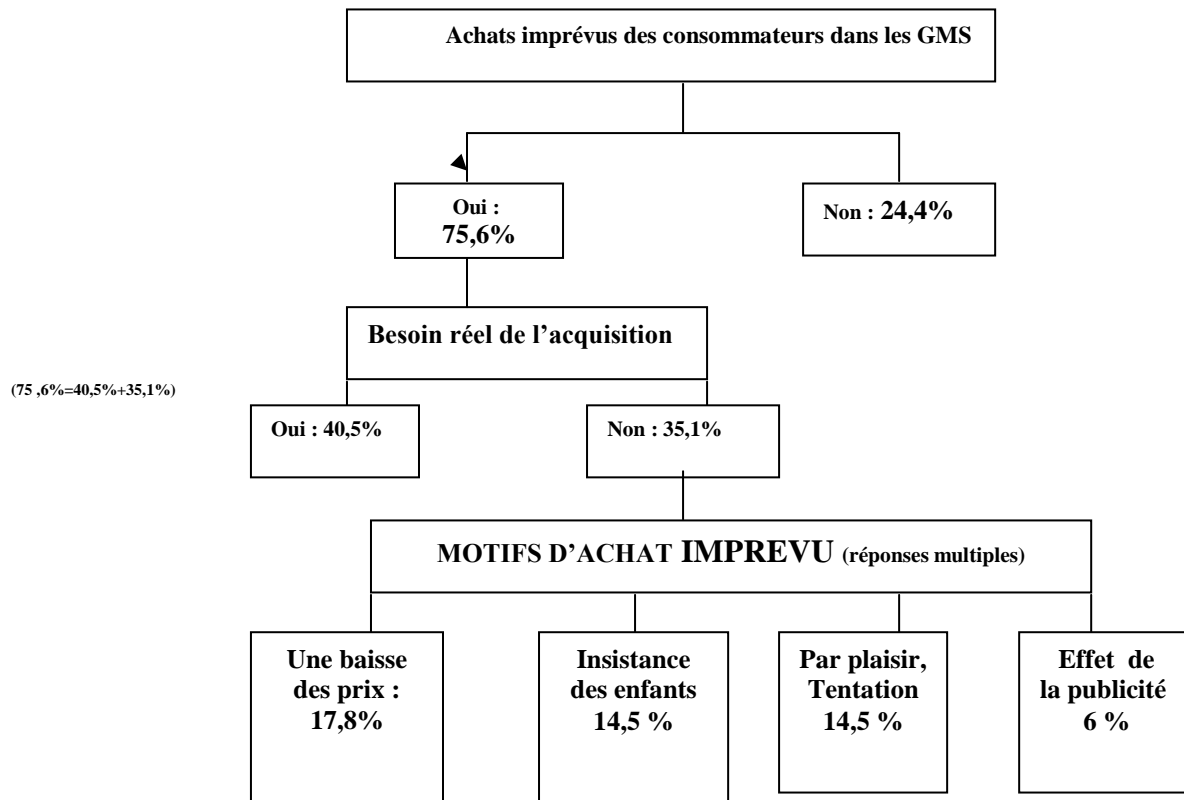 Achats imprévus des consommateurs dans les GMS
Oui :
75,6%
Non : 24,4%
Besoin réel de l’acquisition
(75 ,6%=40,5%+35,1%)
Oui : 40,5%
Non : 35,1%
MOTIFS D’ACHAT IMPREVU (réponses multiples)
Une baisse
des prix :
17,8%
Insistance
des enfants
14,5 %
Par plaisir,
Tentation
14,5 %
Effet de
la publicité
6 %